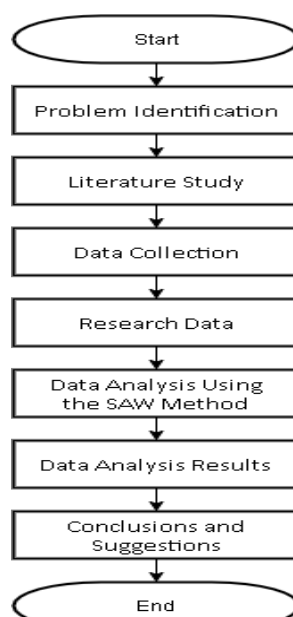 Start
Problem Identification
Literature Study
Data Collection
Research Data
Data Analysis Using
the SAW Method
Data Analysis Results
Conclusions and
Suggestions
End